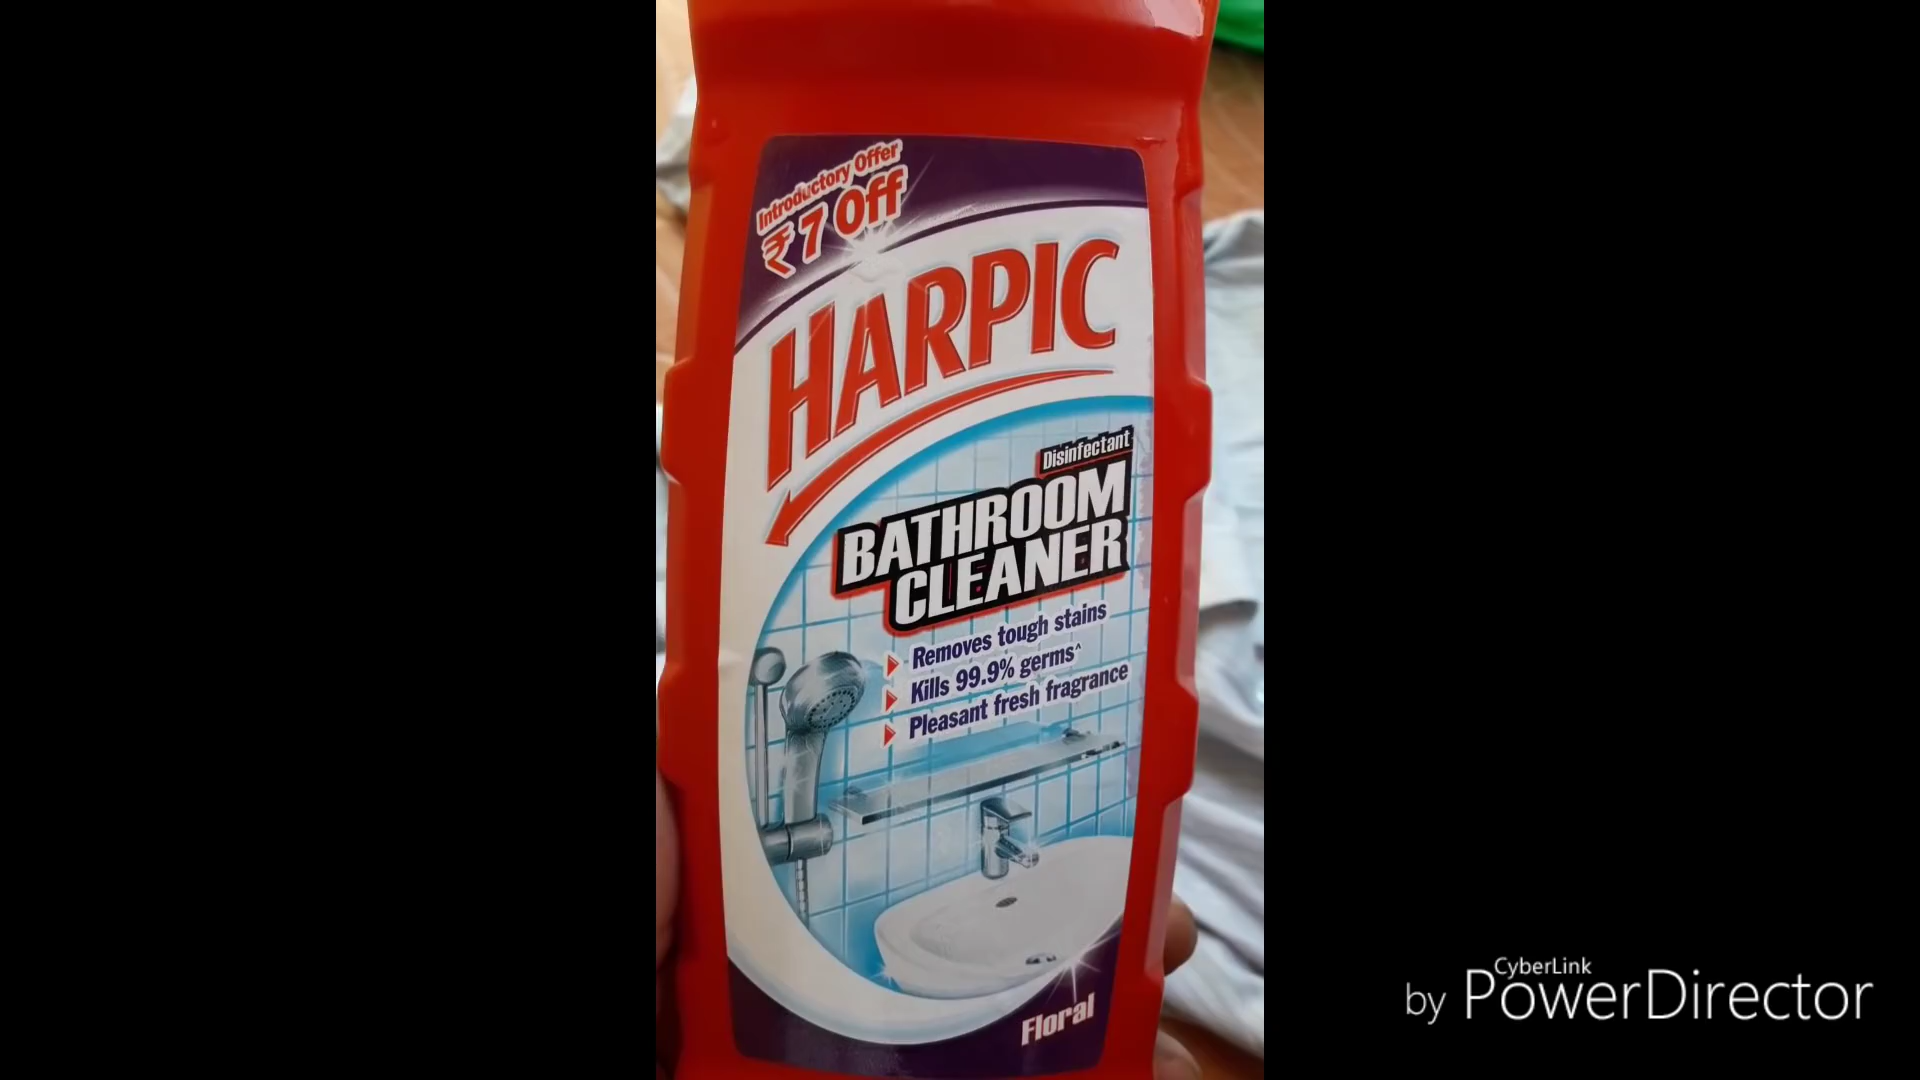 Introductory Offer
₹ 7 Off
HARPIC
Disinfectant
BATHROOM
CLEANER
Removes tough stains
Kills 99.9% germs^
Pleasant fresh fragrance
Floral
CyberLink
by PowerDirector